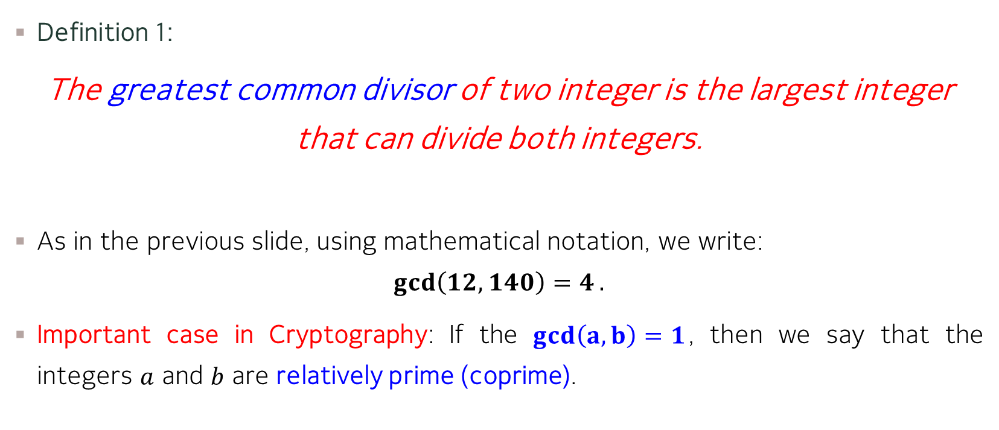 ▪ Definition 1:
The greatest common divisor of two integer is the largest integer
that can divide both integers.
▪ As in the previous slide, using mathematical notation, we write:
gcd(12, 140) = 4 .
▪ Important case in Cryptography: If the gcd(a, b) = 1, then we say that the
integers a and b are relatively prime (coprime).